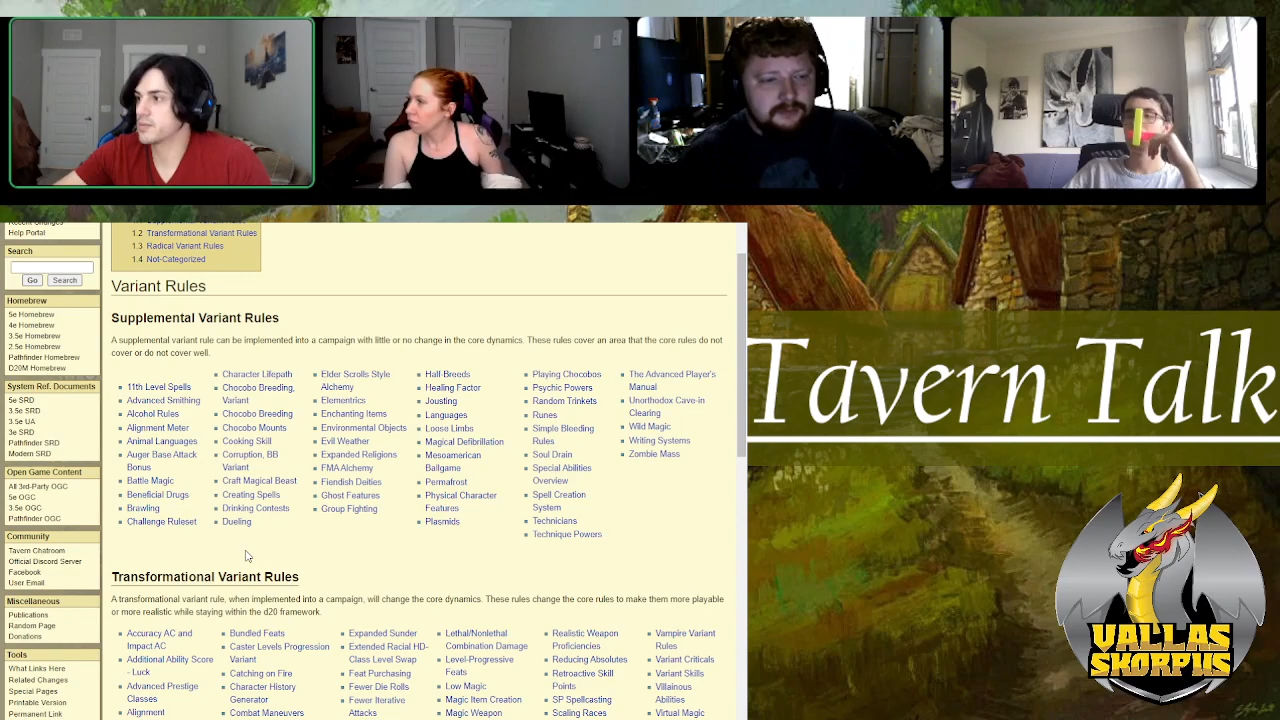 Help Portal
Search
Go Search
Homebrew
5e Homebrew
4e Homebrew
3.5e Homebrew
2.5e Homebrew
Pathfinder Homebrew
D20M Homebrew
System Ref. Documents
5e SRD
3.5e SRD
3.5e UA
3e SRD
Pathfinder SRD
Modern SRD
Open Game Content
All 3rd-Party OGC
5e OGC
3.5e OGC
Pathfinder OGC
Community
Tavern Chatroom
Official Discord Server
Facebook
User Email
Miscellaneous
Publications
Random Page
Donations
Tools
What Links Here
Related Changes
Special Pages
Printable Version
Permanent Link
1.2 Transformational Variant Rules
1.3 Radical Variant Rules
1.4 Not-Categorized
Variant Rules
Supplemental Variant Rules
A supplemental variant rule can be implemented into a campaign with little or no change in the core dynamics. These rules cover an area that the core rules do not
cover or do not cover well.
11th Level Spells
Advanced Smithing
Alcohol Rules
Alignment Meter
Animal Languages
Auger Base Attack
Bonus
Battle Magic
Beneficial Drugs
Brawling
Challenge Ruleset
Character Lifepath
Chocobo Breeding,
Variant
Chocobo Breeding
Chocobo Mounts
Cooking Skill
Corruption, BB
Variant
Craft Magical Beast
Creating Spells
Drinking Contests
Dueling
Elder Scrolls Style
Alchemy
Elementrics
Enchanting Items
Environmental Objects
Evil Weather
Expanded Religions
FMA Alchemy
Fiendish Deities
Ghost Features
Group Fighting
Half-Breeds
Healing Factor
Jousting
Languages
Loose Limbs
Magical Defibrillation
Mesoamerican
Ballgame
Permafrost
Physical Character
Features
Plasmids
Playing Chocobos
Psychic Powers
Random Trinkets
Runes
Simple Bleeding
Rules
Soul Drain
Special Abilities
Overview
Spell Creation
System
Technicians
Technique Powers
The Advanced Player's
Manual
Unorthodox Cave-in
Clearing
Wild Magic
Writing Systems
Zombie Mass
Transformational Variant Rules
A transformational variant rule, when implemented into a campaign, will change the core dynamics. These rules change the core rules to make them more playable
or more realistic while staying within the d20 framework.
Accuracy AC and
Impact AC
Additional Ability Score
- Luck
Advanced Prestige
Classes
Alignment
Bundled Feats
Caster Levels Progression
Variant
Catching on Fire
Character History
Generator
Combat Maneuvers
Expanded Sunder
Extended Racial HD-
Class Level Swap
Feat Purchasing
Fewer Die Rolls
Fewer Iterative
Attacks
Lethal/Nonlethal
Combination Damage
Level-Progressive
Feats
Low Magic
Magic Item Creation
Magic Weapon
Realistic Weapon
Proficiencies
Reducing Absolutes
Retroactive Skill
Points
SP Spellcasting
Scaling Races
Vampire Variant
Rules
Variant Criticals
Variant Skills
Villainous
Abilities
Virtual Magic
Tavern Talk
VALLAS
SKORPUS